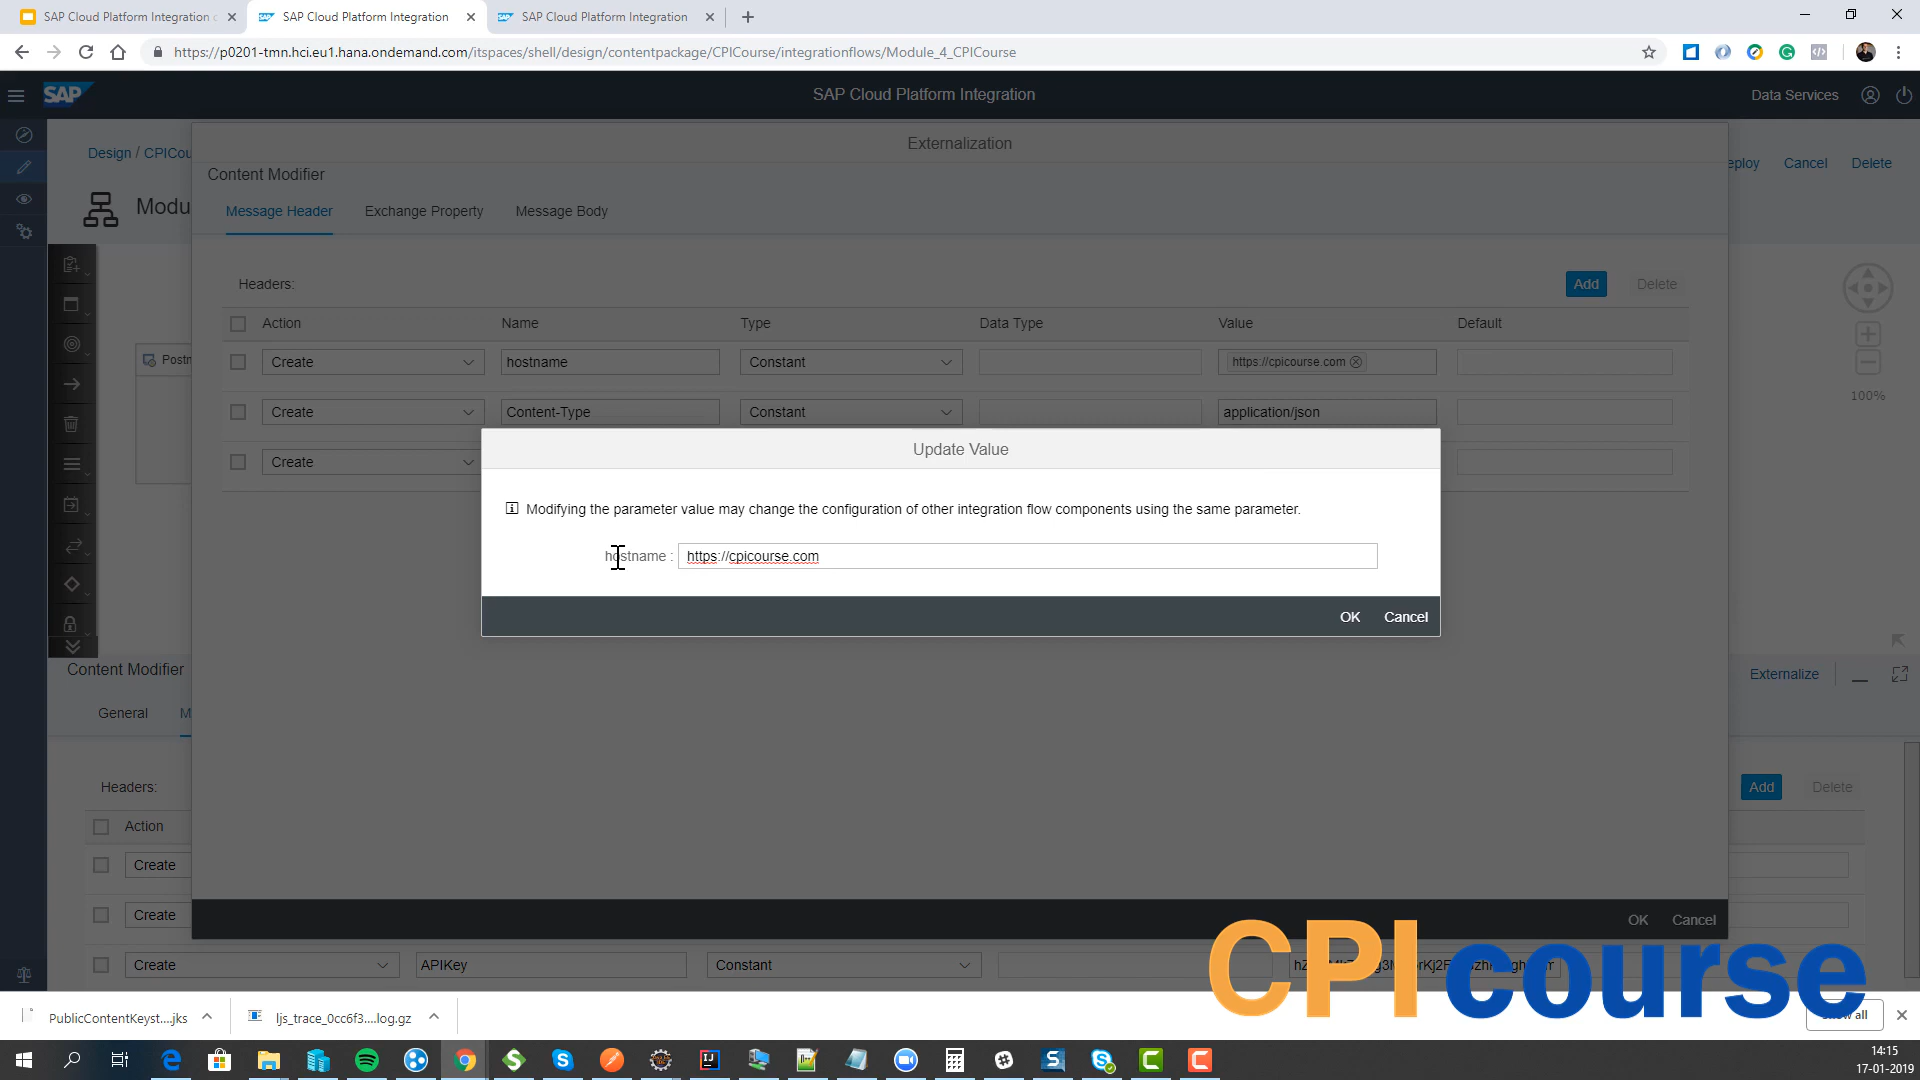 SAP Cloud Platform Integration
SAP Cloud Platform Integration
SAP Cloud Platform Integration
https://p0201-tmn.hci.eu1.hana.ondemand.com/itspaces/shell/design/contentpackage/CPICourse/integrationflows/Module_4_CPICourse
SAP
SAP Cloud Platform Integration
Data Services
Design / CPICou
Externalization
eploy
Cancel
Delete
Content Modifier
Modu
Message Header
Exchange Property
Message Body
Headers:
Add
Delete
Action
Name
Type
Data Type
Value
Default
Create
hostname
Constant
https://cpicourse.com
Postn
100%
Create
Content-Type
Constant
application/json
Create
Update Value
Modifying the parameter value may change the configuration of other integration flow components using the same parameter.
hostname :
https://cpicourse.com
OK
Cancel
Content Modifier
Externalize
General
M
Headers:
Add
Delete
Action
Create
Create
OK
Cancel
Create
APIKey
Constant
CPI course
PublicContentKeyst....jks
ljs_trace_0cc6f3....log.gz
14:15
17-01-2019